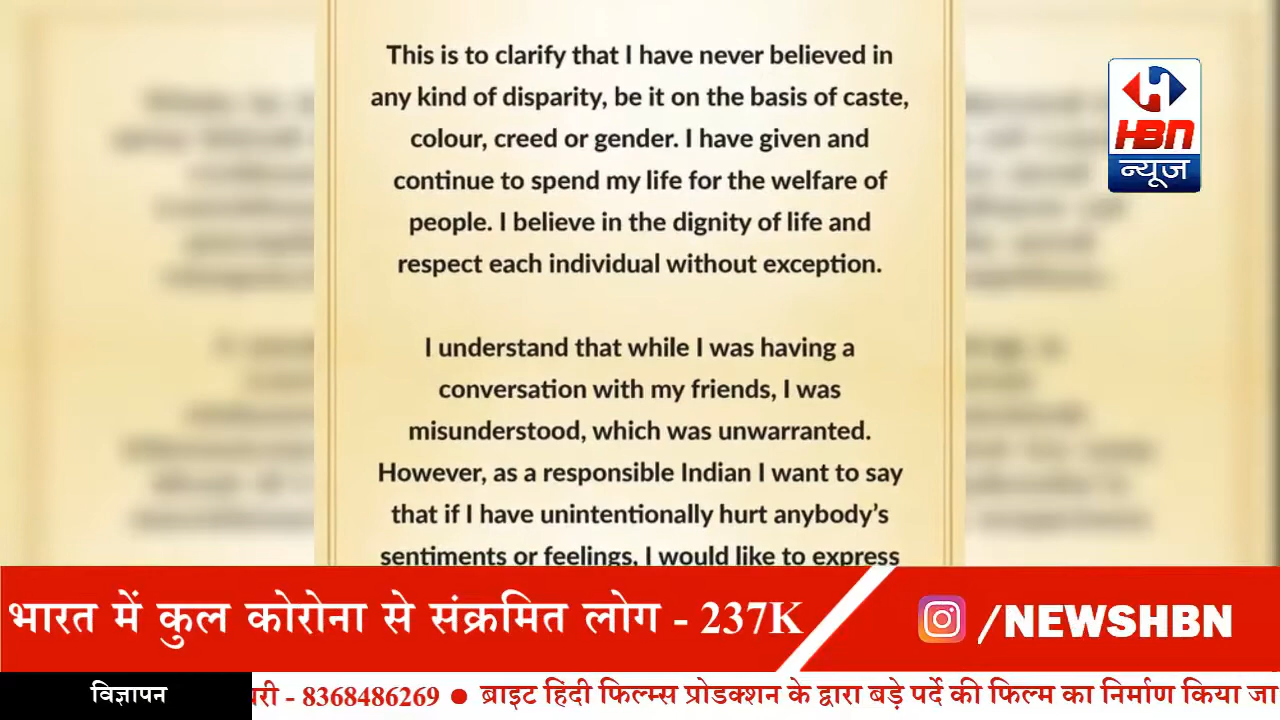 This is to clarify that I have never believed in
any kind of disparity, be it on the basis of caste,
colour, creed or gender. I have given and
continue to spend my life for the welfare of
people. I believe in the dignity of life and
respect each individual without exception.
I understand that while I was having a
conversation with my friends, I was
misunderstood, which was unwarranted.
However, as a responsible Indian I want to say
that if I have unintentionally hurt anybody's
sentiments or feelings, I would like to express
HBN
न्यूज
भारत में कुल कोरोना से संक्रमित लोग - 237K
/NEWSHBN
विज्ञापन
- 8368486269 ● ब्राइट हिंदी फिल्म्स प्रोडक्शन के द्वारा बड़े पर्दे की फिल्म का निर्माण किया जा